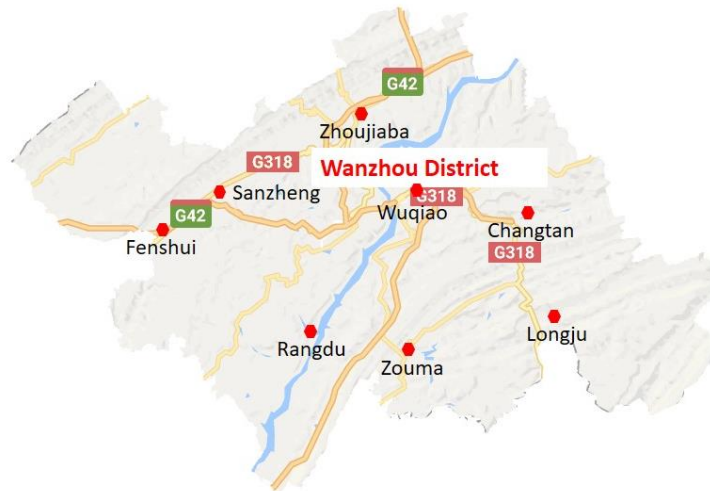 G42
Zhoujiaba
G318
Wanzhou District
Sanzheng
G318
Wuqiao
G42
Changtan
Fenshui
G318
Longju
Rangdu
Zouma